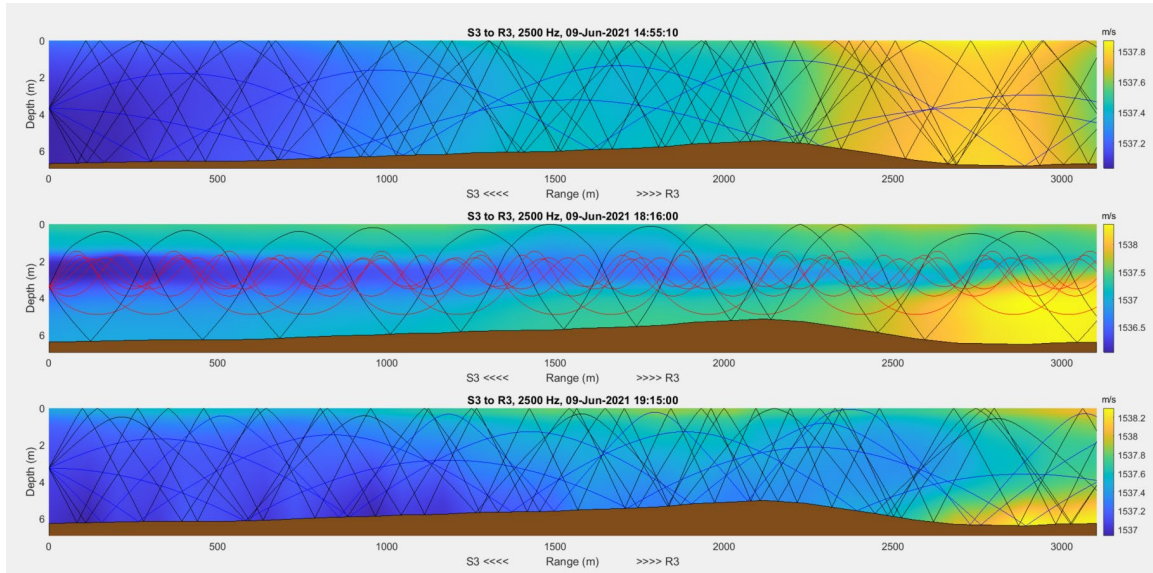 S3 to R3, 2500 Hz, 09-Jun-2021 14:55:10
m/s
0
2
4
6
Depth (m)
1537.8
1537.6
1537.4
1537.2
0 500 1000 1500 2000 2500 3000
S3 <<<< Range (m) >>>> R3
S3 to R3, 2500 Hz, 09-Jun-2021 18:16:00
m/s
0
2
4
6
Depth (m)
1538
1537.5
1537
1536.5
0 500 1000 1500 2000 2500 3000
S3 <<<< Range (m) >>>> R3
S3 to R3, 2500 Hz, 09-Jun-2021 19:15:00
m/s
0
2
4
6
Depth (m)
1538.2
1538
1537.8
1537.6
1537.4
1537.2
1537
0 500 1000 1500 2000 2500 3000
S3 <<<< Range (m) >>>> R3